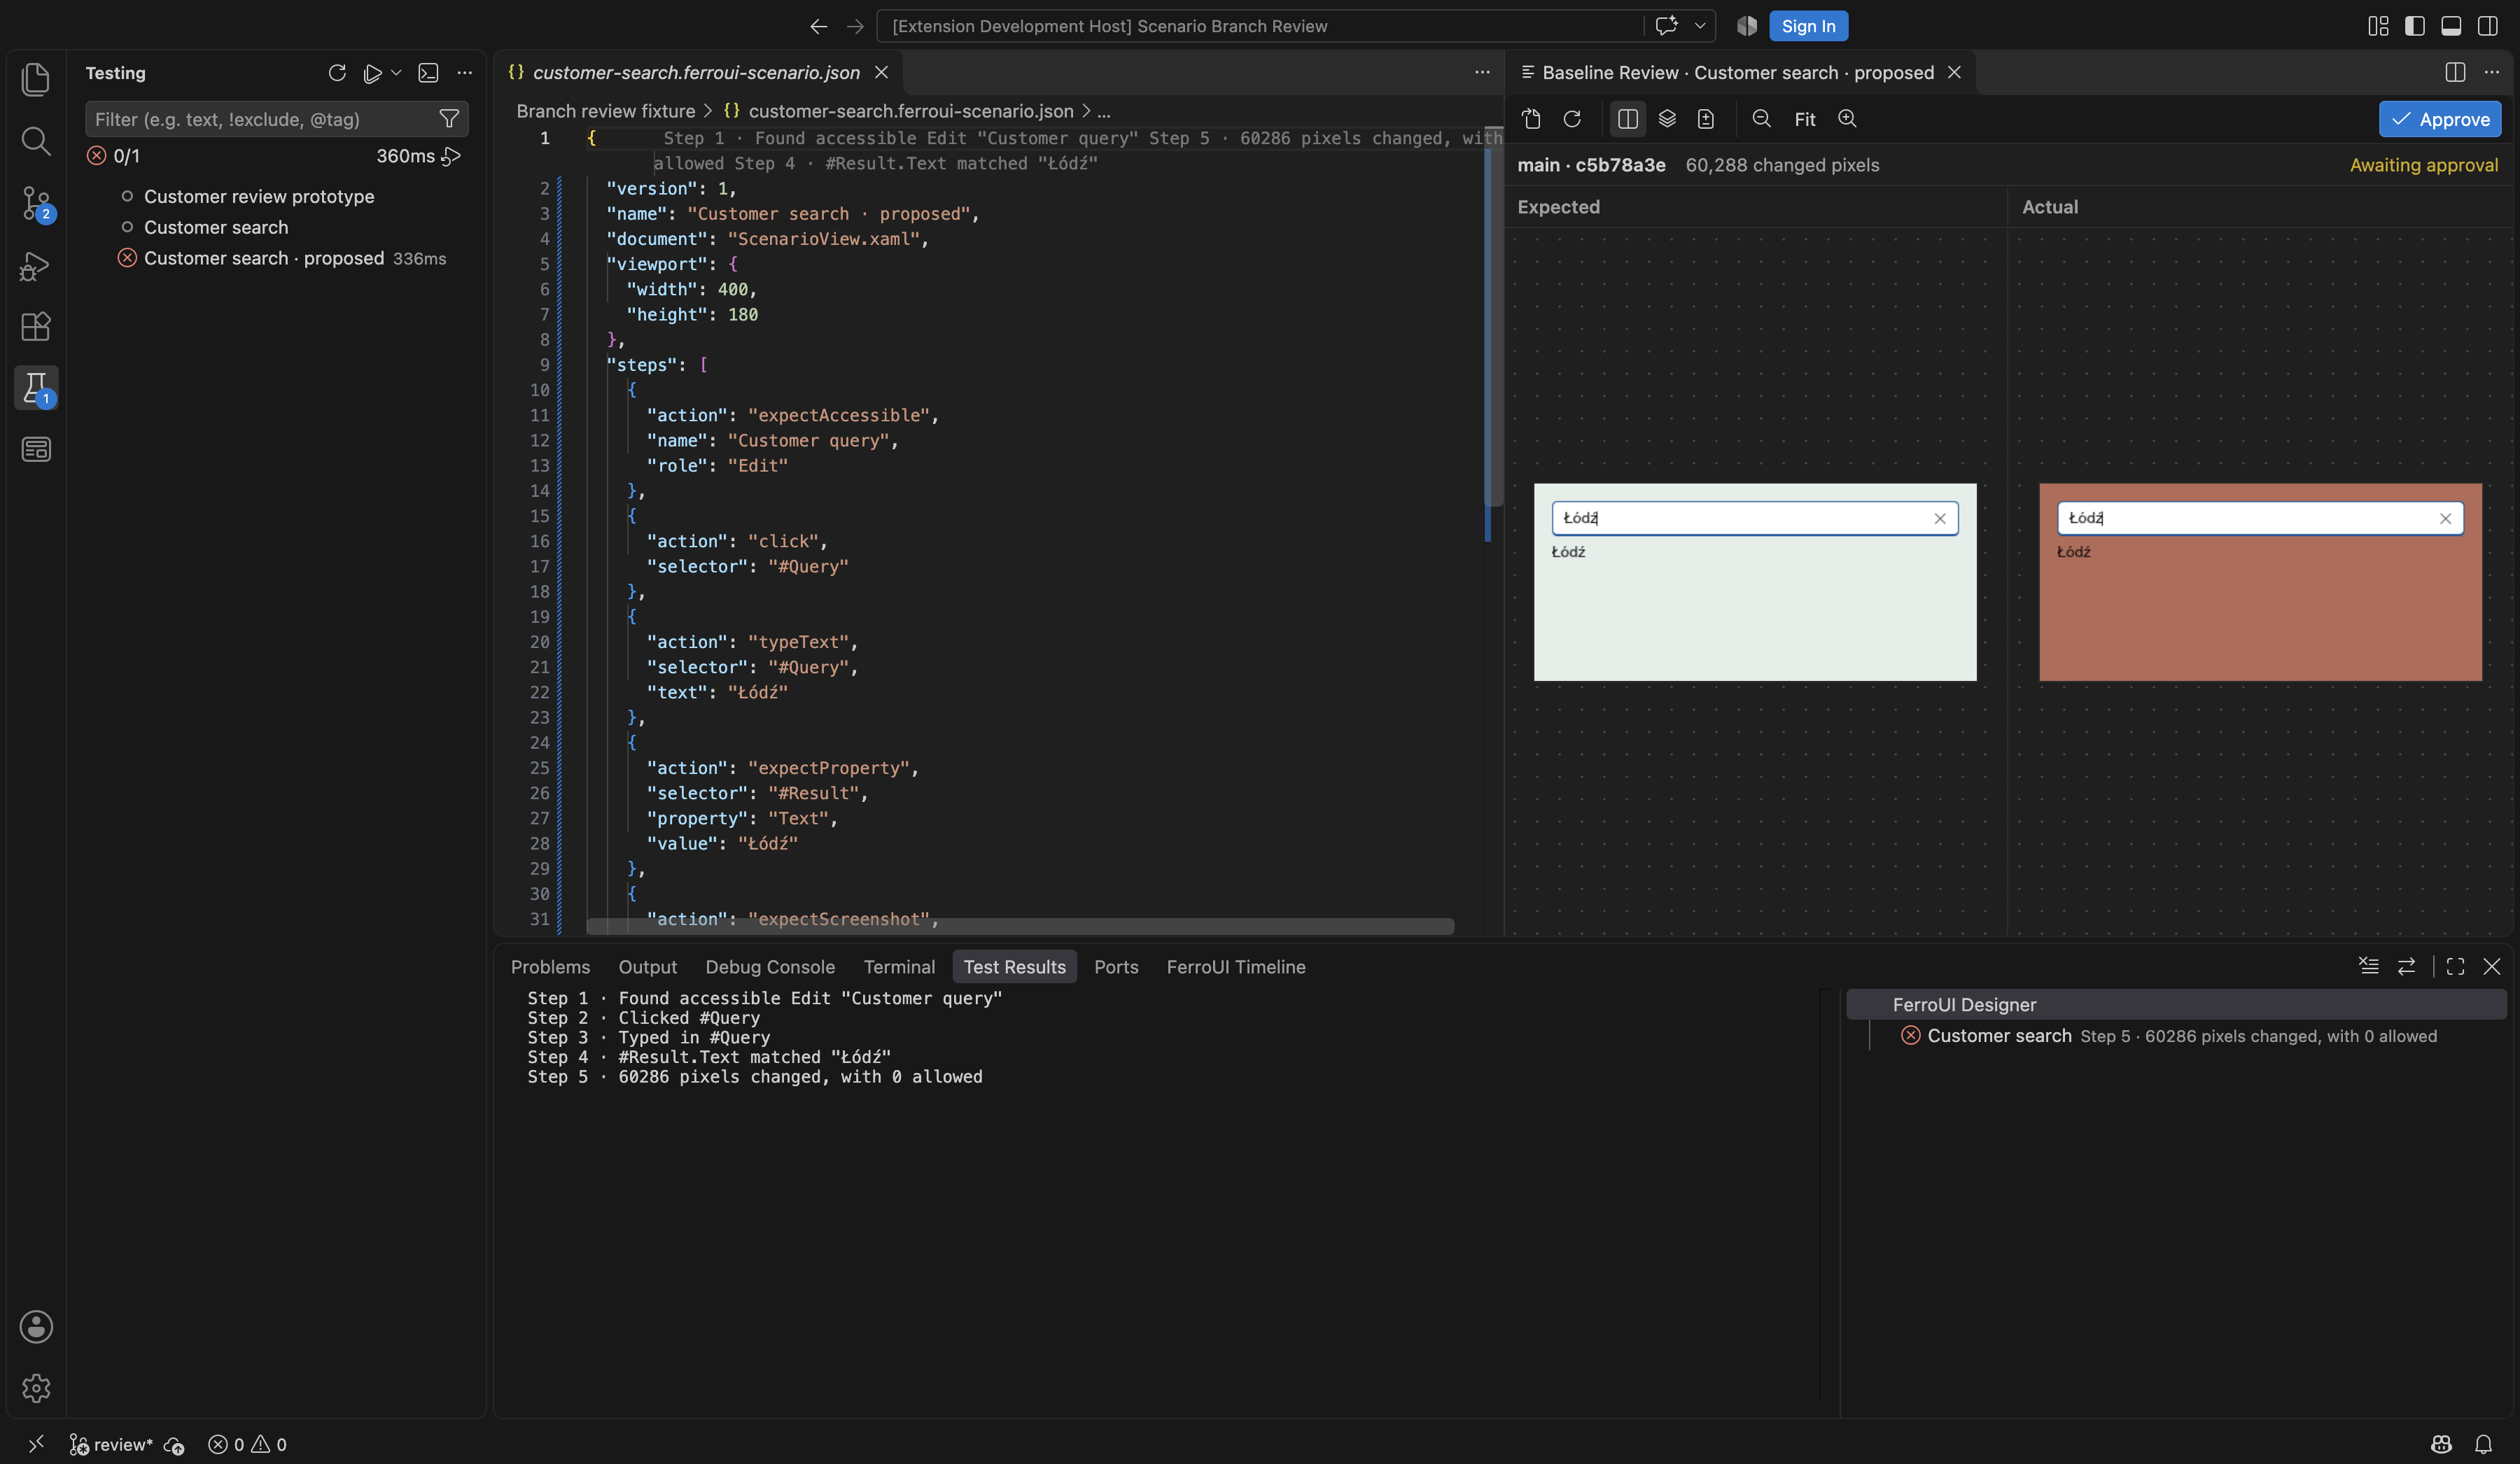 [Extension Development Host] Scenario Branch Review
Sign In
Testing
Filter (e.g. text, !exclude, @tag)
0/1
360ms
Customer review prototype
Customer search
Customer search · proposed 336ms
2
1
customer-search.ferroui-scenario.json
Branch review fixture > {} customer-search.ferroui-scenario.json > ...
1 { Step 1 · Found accessible Edit "Customer query" Step 5 · 60286 pixels changed, with
allowed Step 4 · #Result.Text matched "Łódź"
2 "version": 1,
3 "name": "Customer search · proposed",
4 "document": "ScenarioView.xaml",
5 "viewport": {
6 "width": 400,
7 "height": 180
8 },
9 "steps": [
10 {
11 "action": "expectAccessible",
12 "name": "Customer query",
13 "role": "Edit"
14 },
15 {
16 "action": "click",
17 "selector": "#Query"
18 },
19 {
20 "action": "typeText",
21 "selector": "#Query",
22 "text": "Łódź"
23 },
24 {
25 "action": "expectProperty",
26 "selector": "#Result",
27 "property": "Text",
28 "value": "Łódź"
29 },
30 {
31 "action": "expectScreenshot",
Baseline Review · Customer search · proposed
Fit
Approve
main · c5b78a3e 60,288 changed pixels
Awaiting approval
Expected
Actual
Łódź
Łódź
Łódź
Łódź
Problems
Output
Debug Console
Terminal
Test Results
Ports
FerroUI Timeline
Step 1 · Found accessible Edit "Customer query"
Step 2 · Clicked #Query
Step 3 · Typed in #Query
Step 4 · #Result.Text matched "Łódź"
Step 5 · 60286 pixels changed, with 0 allowed
FerroUI Designer
Customer search Step 5 · 60286 pixels changed, with 0 allowed
review*
0
0